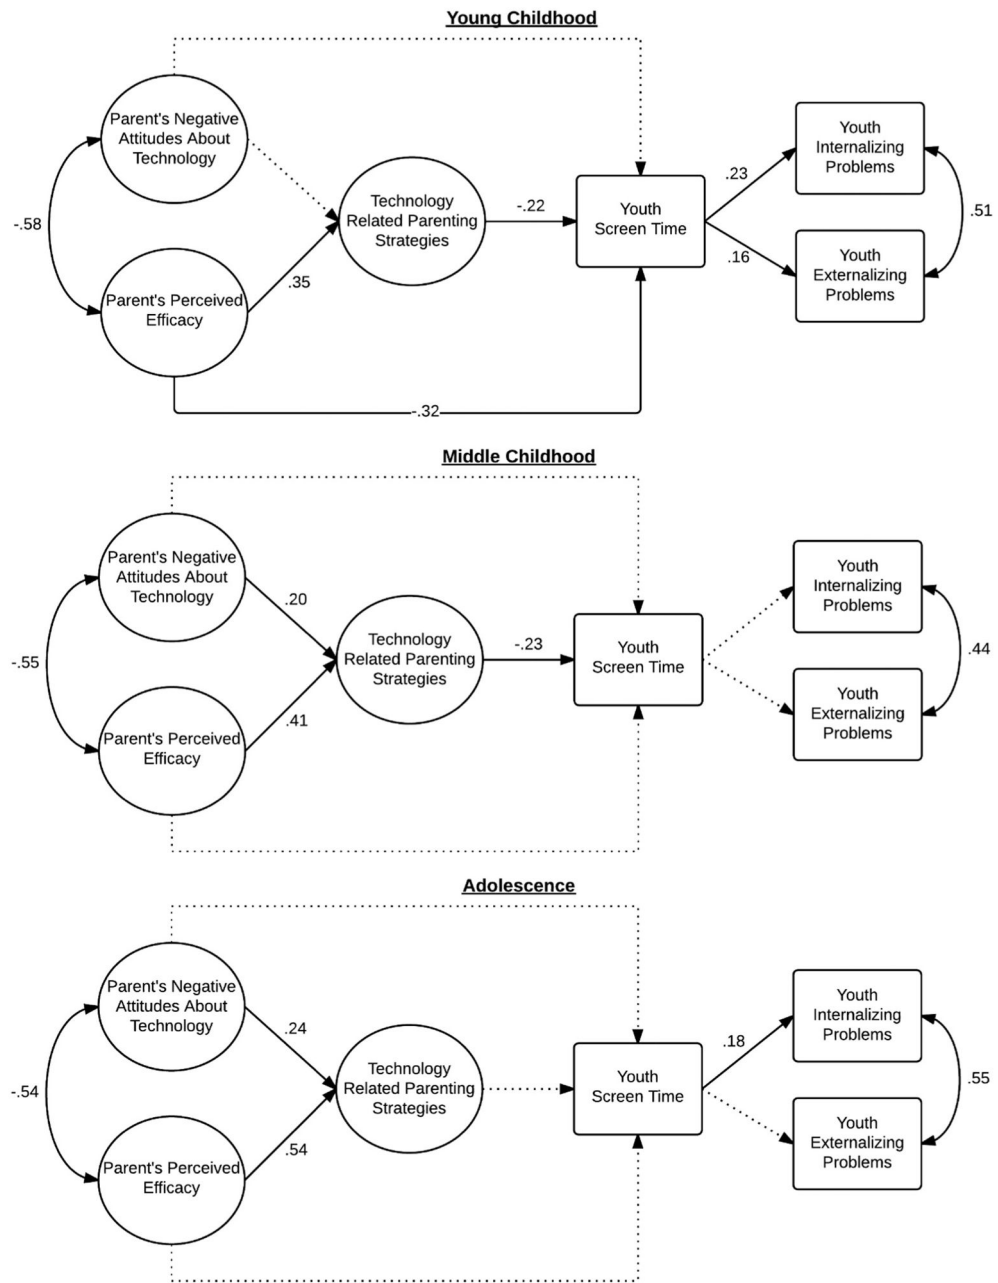 Young Childhood
Parent's Negative
Attitudes About
Technology
-.58
Parent's Perceived
Efficacy
.35
Technology
Related Parenting
Strategies
-.22
Youth
Screen Time
-.32
.23
.16
Youth
Internalizing
Problems
Youth
Externalizing
Problems
.51
Middle Childhood
Parent's Negative
Attitudes About
Technology
-.55
Parent's Perceived
Efficacy
.20
.41
Technology
Related Parenting
Strategies
-.23
Youth
Screen Time
Youth
Internalizing
Problems
Youth
Externalizing
Problems
.44
Adolescence
Parent's Negative
Attitudes About
Technology
-.54
Parent's Perceived
Efficacy
.24
.54
Technology
Related Parenting
Strategies
Youth
Screen Time
.18
Youth
Internalizing
Problems
Youth
Externalizing
Problems
.55